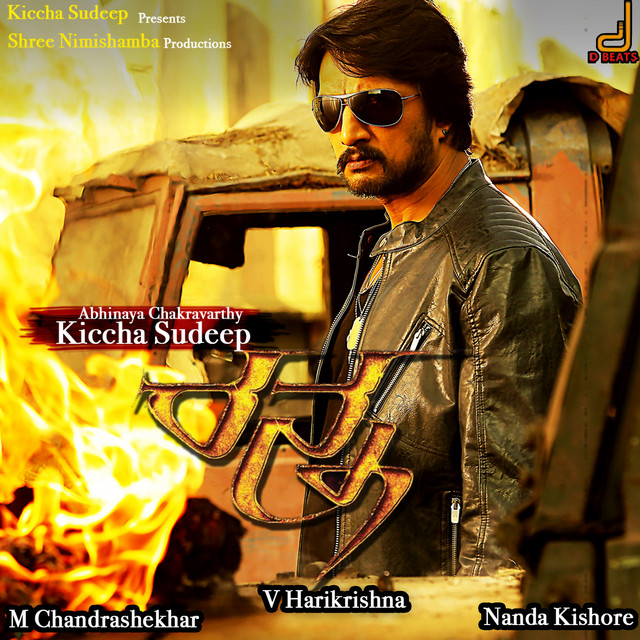 Kiccha Sudeep Presents
Shree Nimishamba Productions
D BEATS
Abhinaya Chakravarthy
Kiccha Sudeep
ರನ್ನ
M Chandrashekhar
V Harikrishna
Nanda Kishore